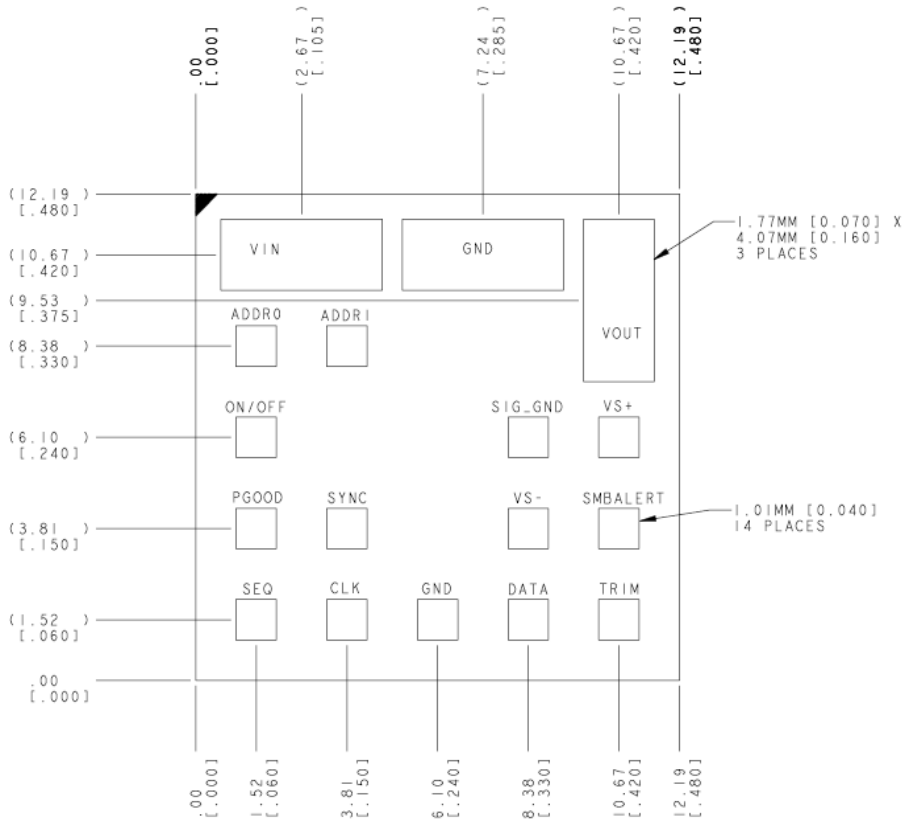 .00
[.000]
(2.67 )
[.105]
(7.24 )
[.285]
(10.67 )
[.420]
(12.19 )
[.480]
(12.19 )
[.480]
(10.67 )
[.420]
(9.53 )
[.375]
(8.38 )
[.330]
(6.10 )
[.240]
(3.81 )
[.150]
(1.52 )
[.060]
.00
[.000]
VIN
GND
VOUT
1.77MM [0.070] X
4.07MM [0.160]
3 PLACES
ADDR0
ADDR1
ON/OFF
SIG_GND
VS+
PGOOD
SYNC
VS-
SMBALERT
1.01MM [0.040]
14 PLACES
SEQ
CLK
GND
DATA
TRIM
.00
[.000]
1.52
[.060]
3.81
[.150]
6.10
[.240]
8.38
[.330]
10.67
[.420]
12.19
[.480]